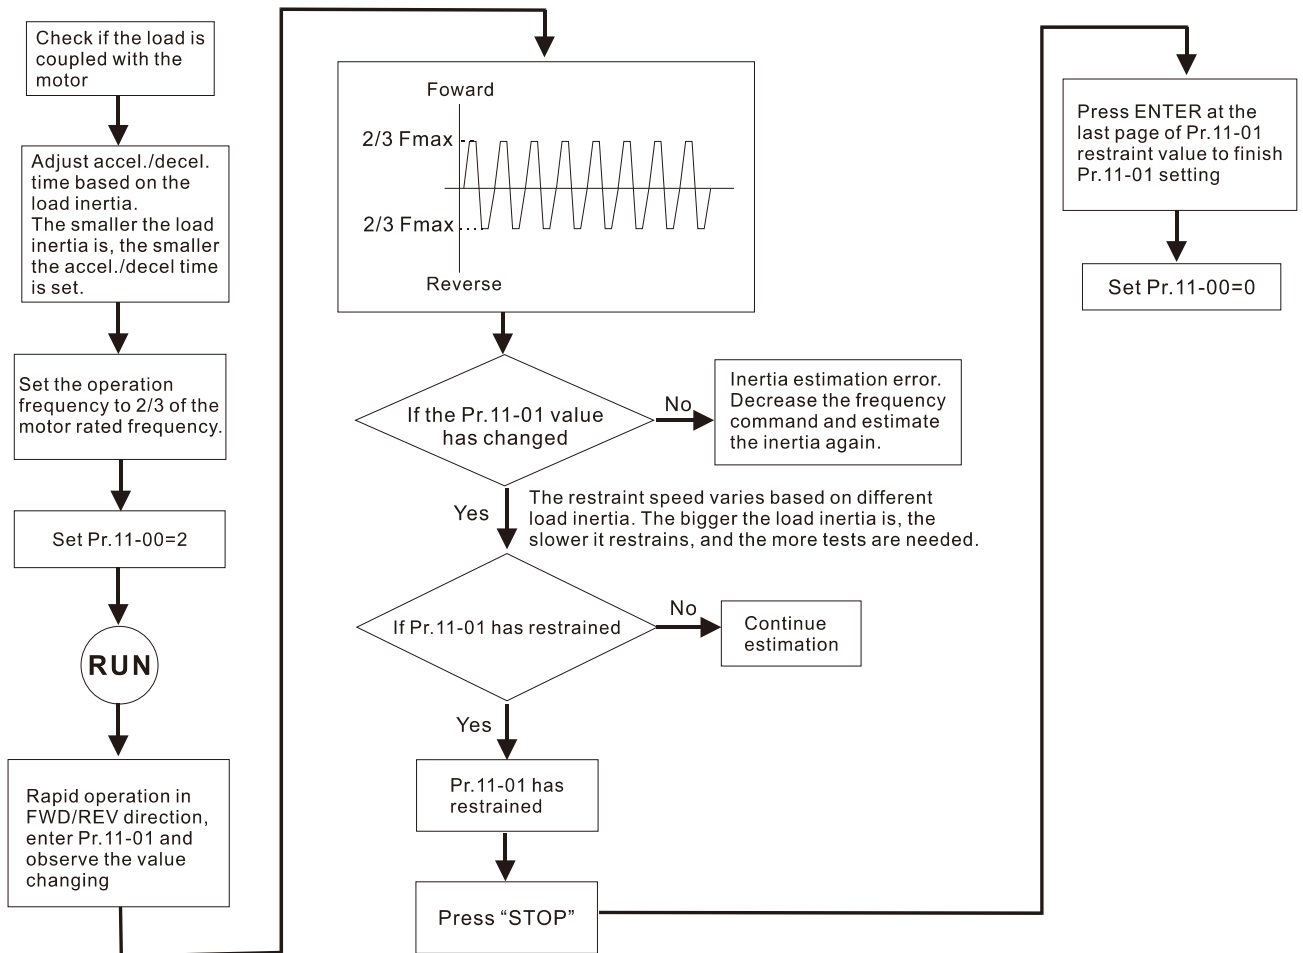 Check if the load is
coupled with the
motor
Adjust accel./decel.
time based on the
load inertia.
The smaller the load
inertia is, the smaller
the accel./decel time
is set.
Set the operation
frequency to 2/3 of the
motor rated frequency.
Set Pr.11-00=2
RUN
Rapid operation in
FWD/REV direction,
enter Pr.11-01 and
observe the value
changing
Foward
2/3 Fmax
2/3 Fmax
Reverse
If the Pr.11-01 value
has changed
No
Inertia estimation error.
Decrease the frequency
command and estimate
the inertia again.
Yes
The restraint speed varies based on different
load inertia. The bigger the load inertia is, the
slower it restrains, and the more tests are needed.
If Pr.11-01 has restrained
No
Continue
estimation
Yes
Pr.11-01 has
restrained
Press “STOP”
Press ENTER at the
last page of Pr.11-01
restraint value to finish
Pr.11-01 setting
Set Pr.11-00=0